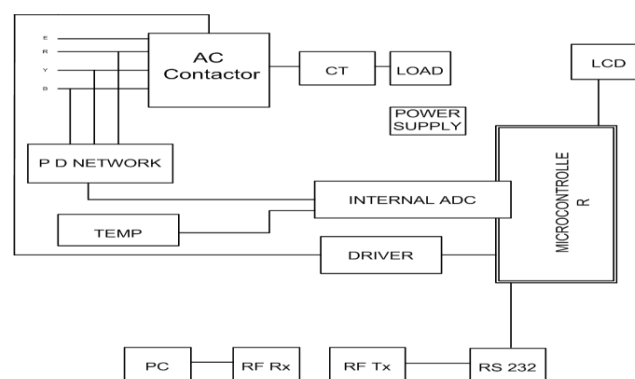 E
R
Y
B
AC
Contactor
CT
LOAD
LCD
POWER
SUPPLY
P D NETWORK
INTERNAL ADC
MICROCONTROLLE
R
TEMP
DRIVER
PC
RF Rx
RF Tx
RS 232